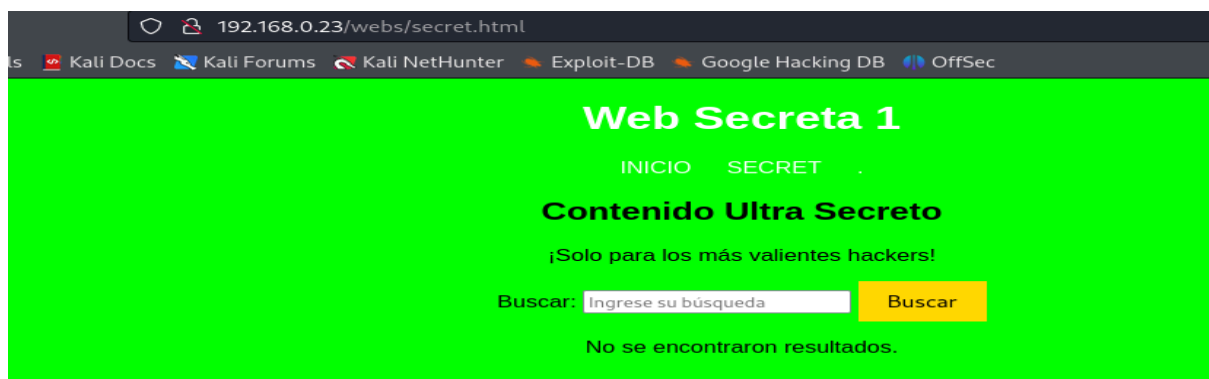 192.168.0.23/webs/secret.html
ls Kali Docs Kali Forums Kali NetHunter Exploit-DB Google Hacking DB OffSec
Web Secreta 1
INICIO SECRET .
Contenido Ultra Secreto
¡Solo para los más valientes hackers!
Buscar: Ingrese su búsqueda Buscar
No se encontraron resultados.